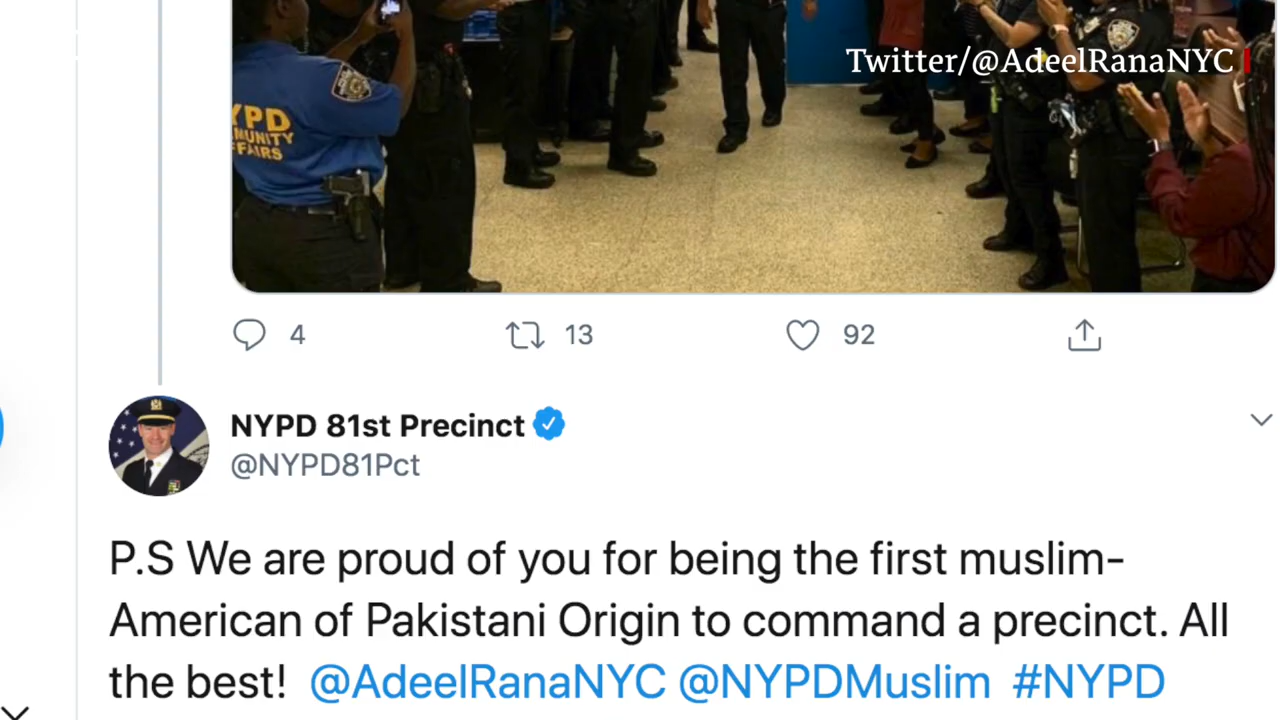 Twitter/@AdeelRanaNYC
YPD
MUNITY
FFAIRS
4 13 92
NYPD 81st Precinct
@NYPD81Pct
P.S We are proud of you for being the first muslim-
American of Pakistani Origin to command a precinct. All
the best! @AdeelRanaNYC @NYPDMuslim #NYPD